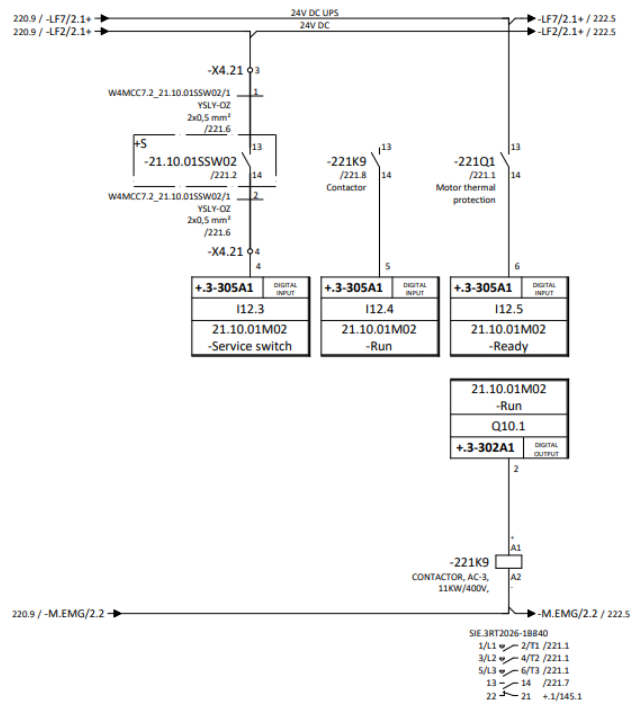 24V DC UPS
220.9 / -LF7/2.1+
-LF7/2.1+ / 222.5
24V DC
220.9 / -LF2/2.1+
-LF2/2.1+ / 222.5
-X4.21 3
W4MCC7.2_21.10.01SSW02/1 1
YSLY-OZ
2x0,5 mm²
/221.6
+S
13 13 13
-21.10.01SSW02 -221K9 -221Q1
/221.2 14 /221.8 14 /221.1 14
Contactor Motor thermal
protection
W4MCC7.2_21.10.01SSW02/1 2
YSLY-OZ
2x0,5 mm²
/221.6
-X4.21 4
4 5 6
+.3-305A1 DIGITAL INPUT +.3-305A1 DIGITAL INPUT +.3-305A1 DIGITAL INPUT
I12.3 I12.4 I12.5
21.10.01M02 21.10.01M02 21.10.01M02
-Service switch -Run -Ready
21.10.01M02
-Run
Q10.1
+.3-302A1 DIGITAL OUTPUT
2
+
A1
-221K9
CONTACTOR, AC-3, A2
11KW/400V, -
220.9 / -M.EMG/2.2 -M.EMG/2.2 / 222.5
SIE.3RT2026-1BB40
1/L1 2/T1 /221.1
3/L2 4/T2 /221.1
5/L3 6/T3 /221.1
13 14 /221.7
22 21 +.1/145.1